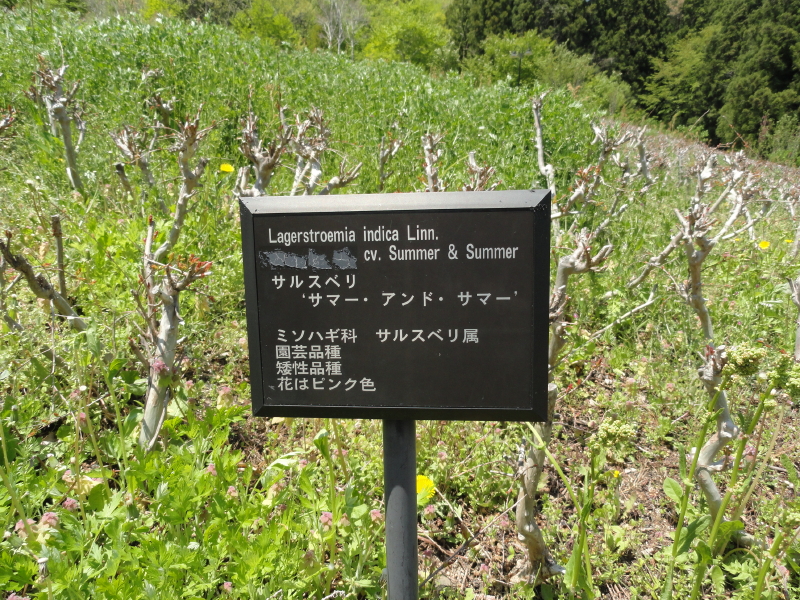 Lagerstroemia indica Linn.
cv. Summer & Summer
サルスベリ
‘サマー・アンド・サマー’
ミソハギ科 サルスベリ属
園芸品種
矮性品種
花はピンク色